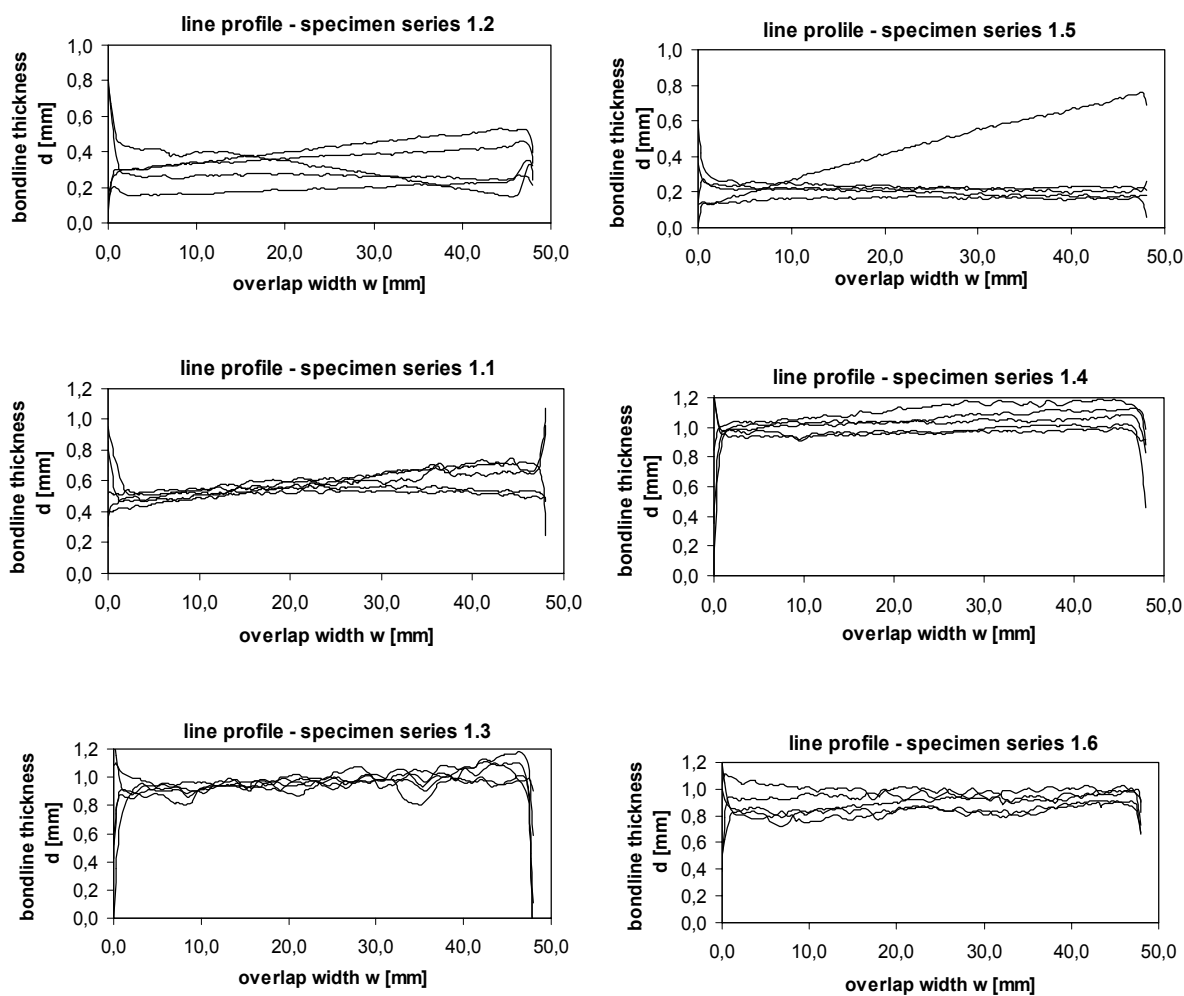 line profile - specimen series 1.2
bondline thickness
d [mm]
1,0
0,8
0,6
0,4
0,2
0,0
0,0 10,0 20,0 30,0 40,0 50,0
overlap width w [mm]
line prolile - specimen series 1.5
bondline thickness
d [mm]
1,0
0,8
0,6
0,4
0,2
0,0
0,0 10,0 20,0 30,0 40,0 50,0
overlap width w [mm]
line profile - specimen series 1.1
bondline thickness
d [mm]
1,2
1,0
0,8
0,6
0,4
0,2
0,0
0,0 10,0 20,0 30,0 40,0 50,0
overlap width w [mm]
line profile - specimen series 1.4
bondline thickness
d [mm]
1,2
1,0
0,8
0,6
0,4
0,2
0,0
0,0 10,0 20,0 30,0 40,0 50,0
overlap width w [mm]
line profile - specimen series 1.3
bondline thickness
d [mm]
1,2
1,0
0,8
0,6
0,4
0,2
0,0
0,0 10,0 20,0 30,0 40,0 50,0
overlap width w [mm]
line profile - specimen series 1.6
bondline thickness
d [mm]
1,2
1,0
0,8
0,6
0,4
0,2
0,0
0,0 10,0 20,0 30,0 40,0 50,0
overlap width w [mm]